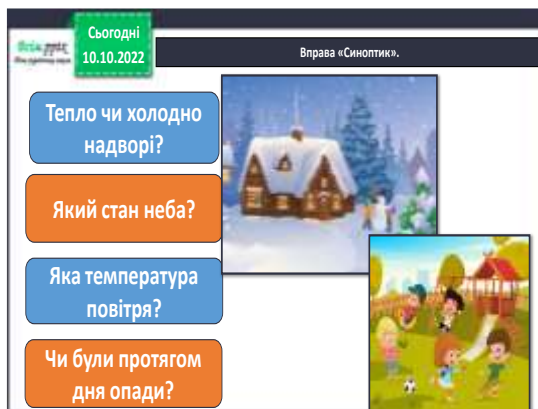 Сьогодні
10.10.2022
Вправа «Синоптик».
Тепло чи холодно
надворі?
Який стан неба?
Яка температура
повітря?
Чи були протягом
дня опади?